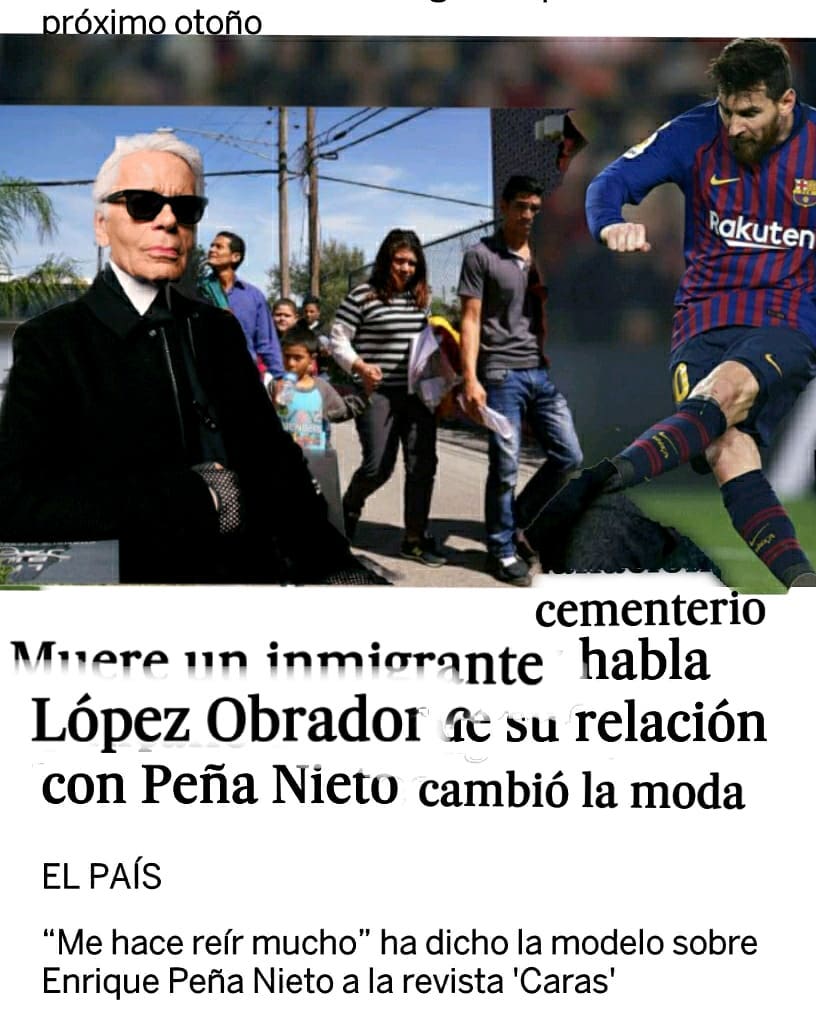 próximo otoño
Rakuten
cementerio
Muere un inmigrante habla
López Obrador de su relación
con Peña Nieto cambió la moda
EL PAÍS
“Me hace reír mucho” ha dicho la modelo sobre
Enrique Peña Nieto a la revista 'Caras'